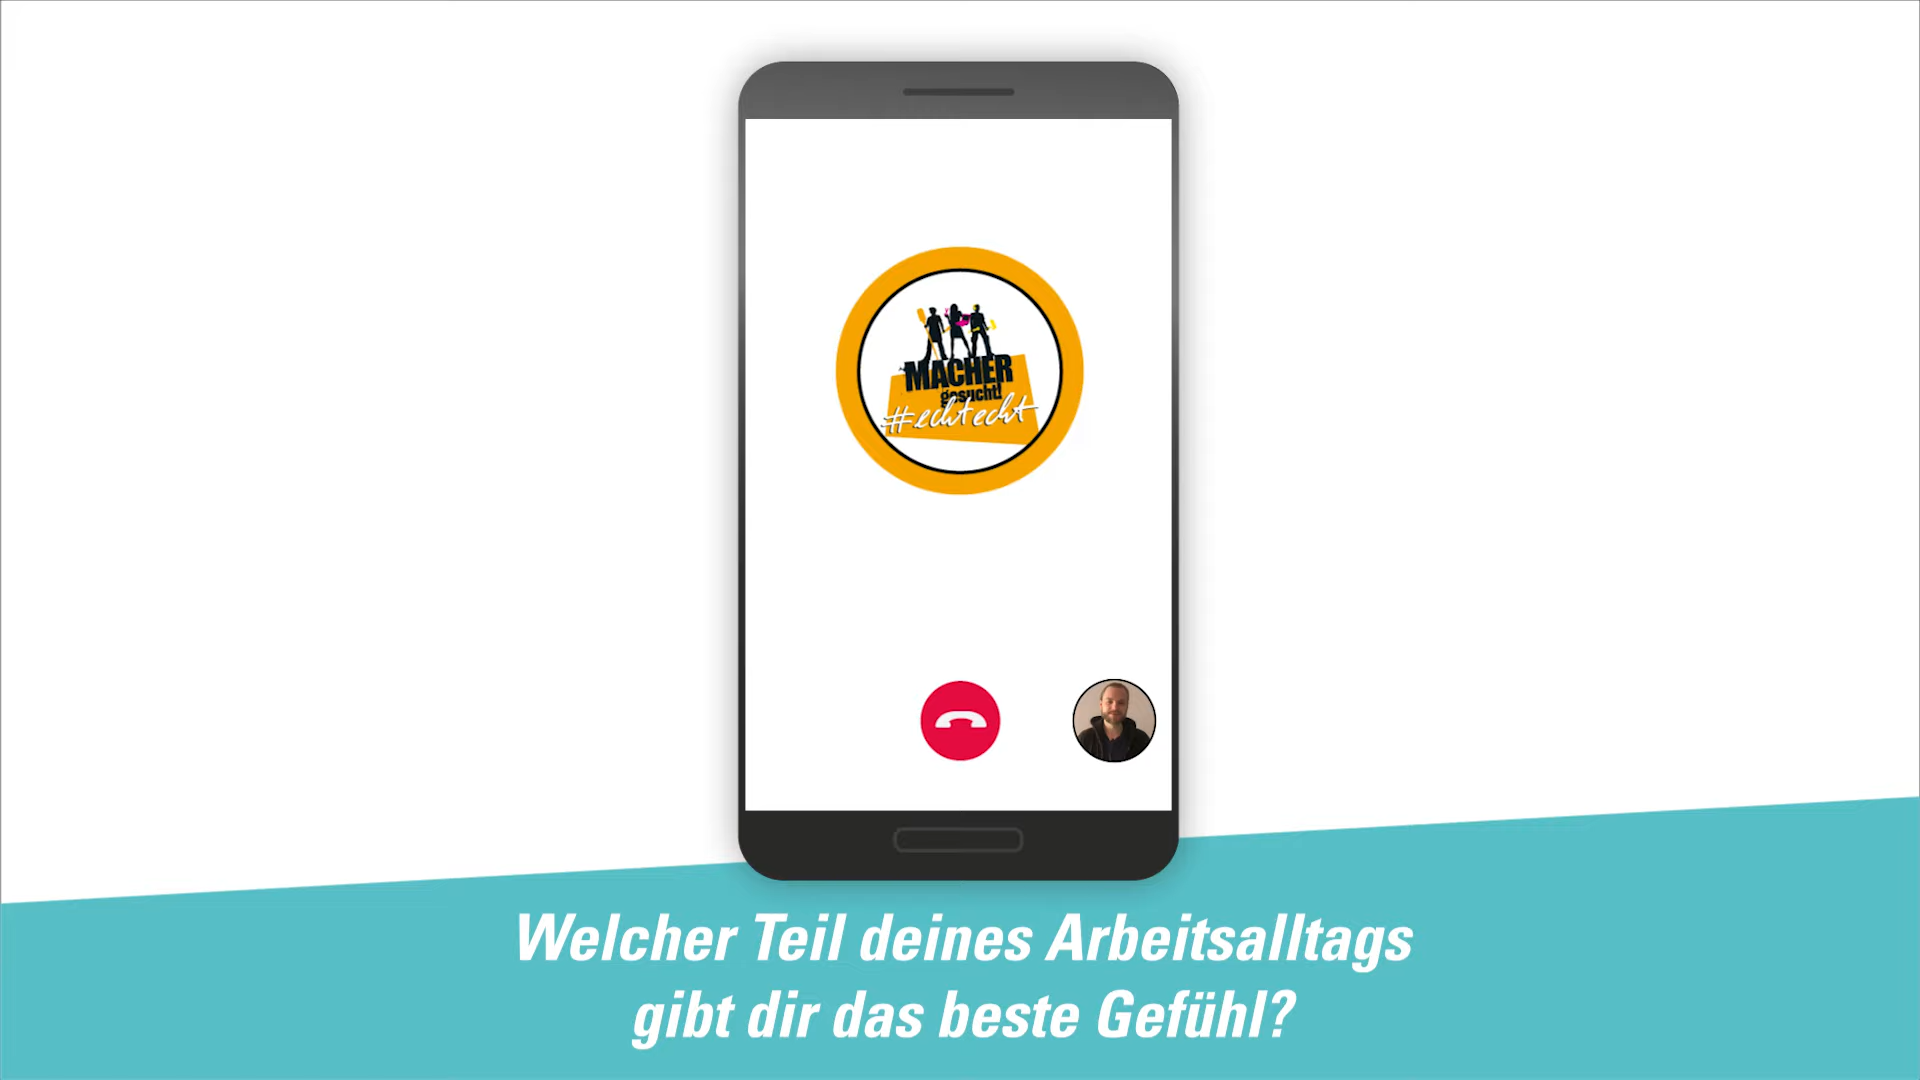 MACHER
gesucht!
#echtecht
Welcher Teil deines Arbeitsalltags
gibt dir das beste Gefühl?